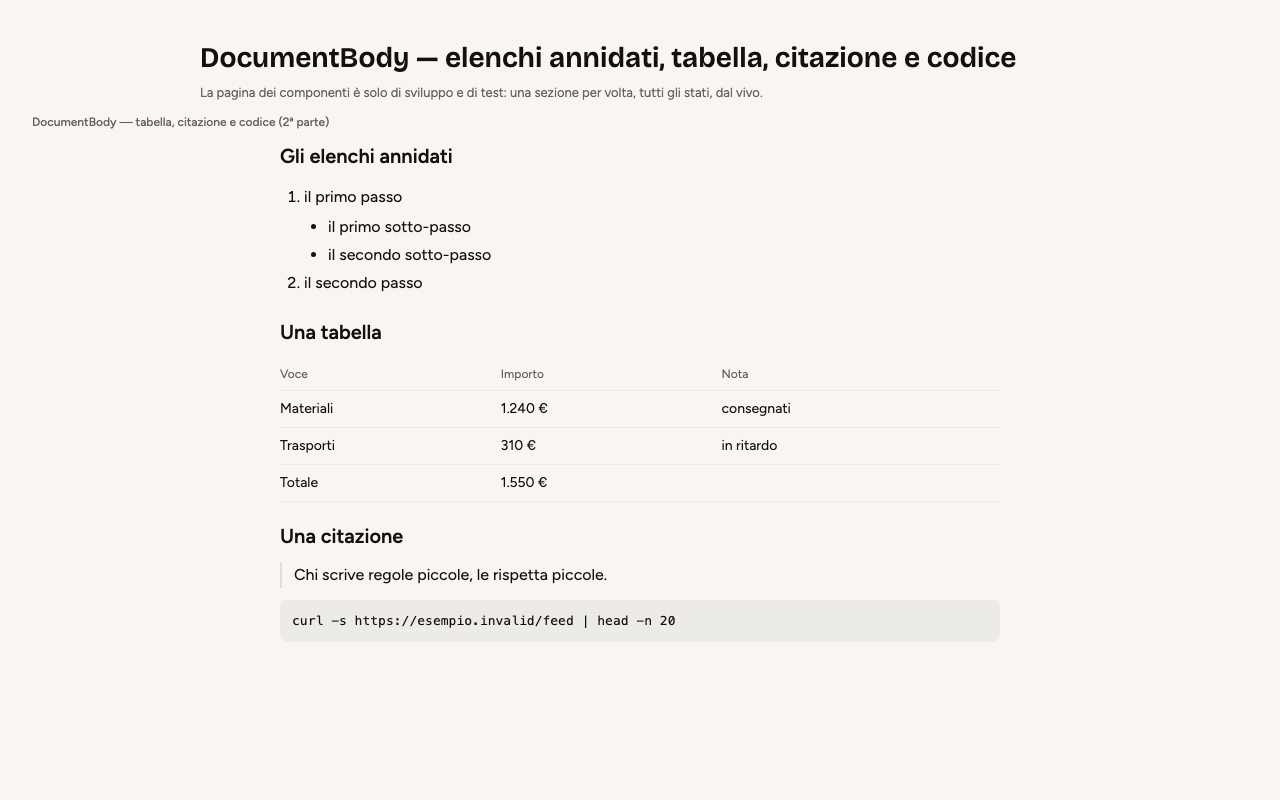 DocumentBody — elenchi annidati, tabella, citazione e codice
La pagina dei componenti è solo di sviluppo e di test: una sezione per volta, tutti gli stati, dal vivo.
DocumentBody — tabella, citazione e codice (2ª parte)
Gli elenchi annidati
1. il primo passo
• il primo sotto-passo
• il secondo sotto-passo
2. il secondo passo
Una tabella
Voce Importo Nota
Materiali 1.240 € consegnati
Trasporti 310 € in ritardo
Totale 1.550 €
Una citazione
Chi scrive regole piccole, le rispetta piccole.
curl -s https://esempio.invalid/feed | head -n 20